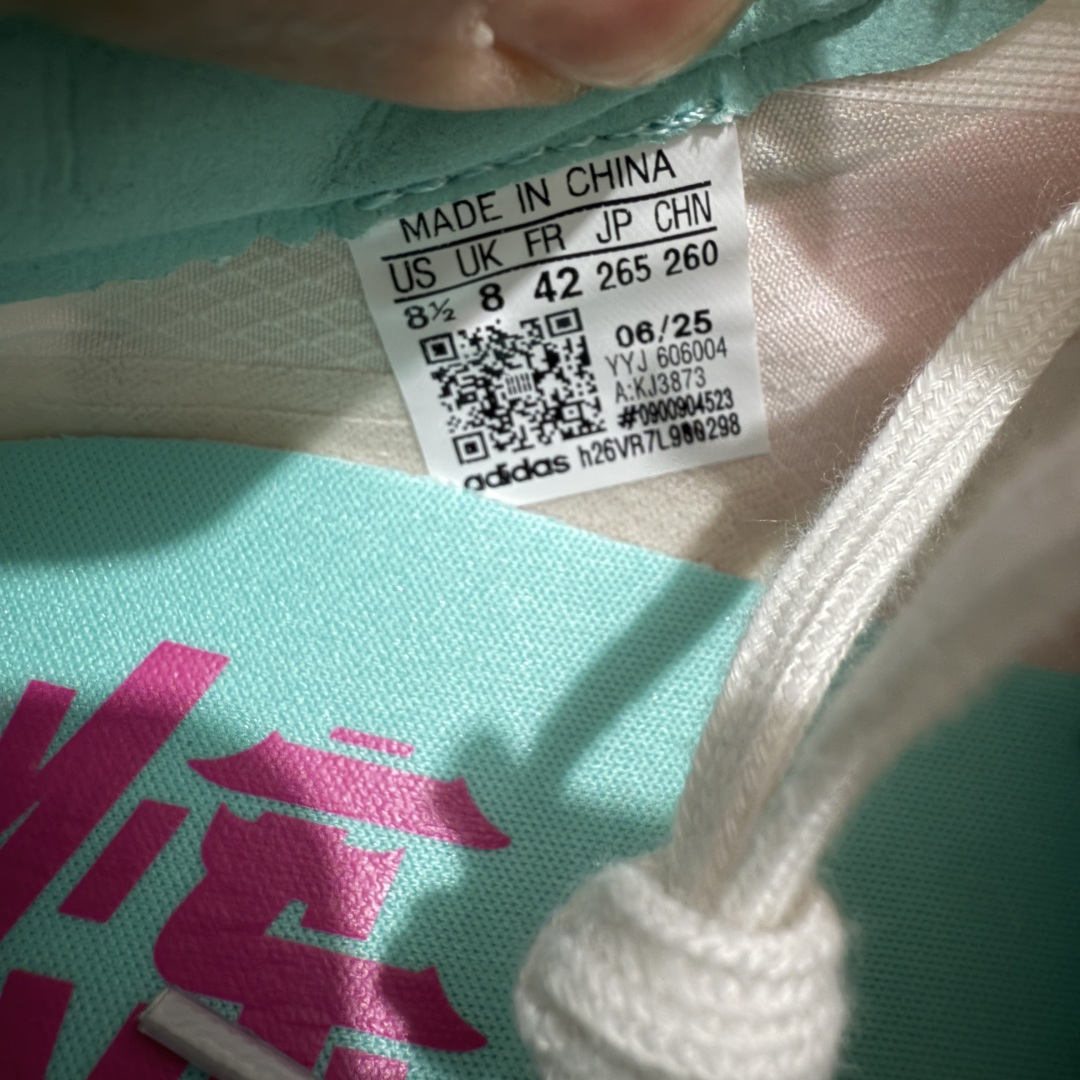 MADE IN CHINA
US UK FR JP CHN
8½ 8 42 265 260
06/25
YYJ 606004
A:KJ3873
#0900904523
adidas